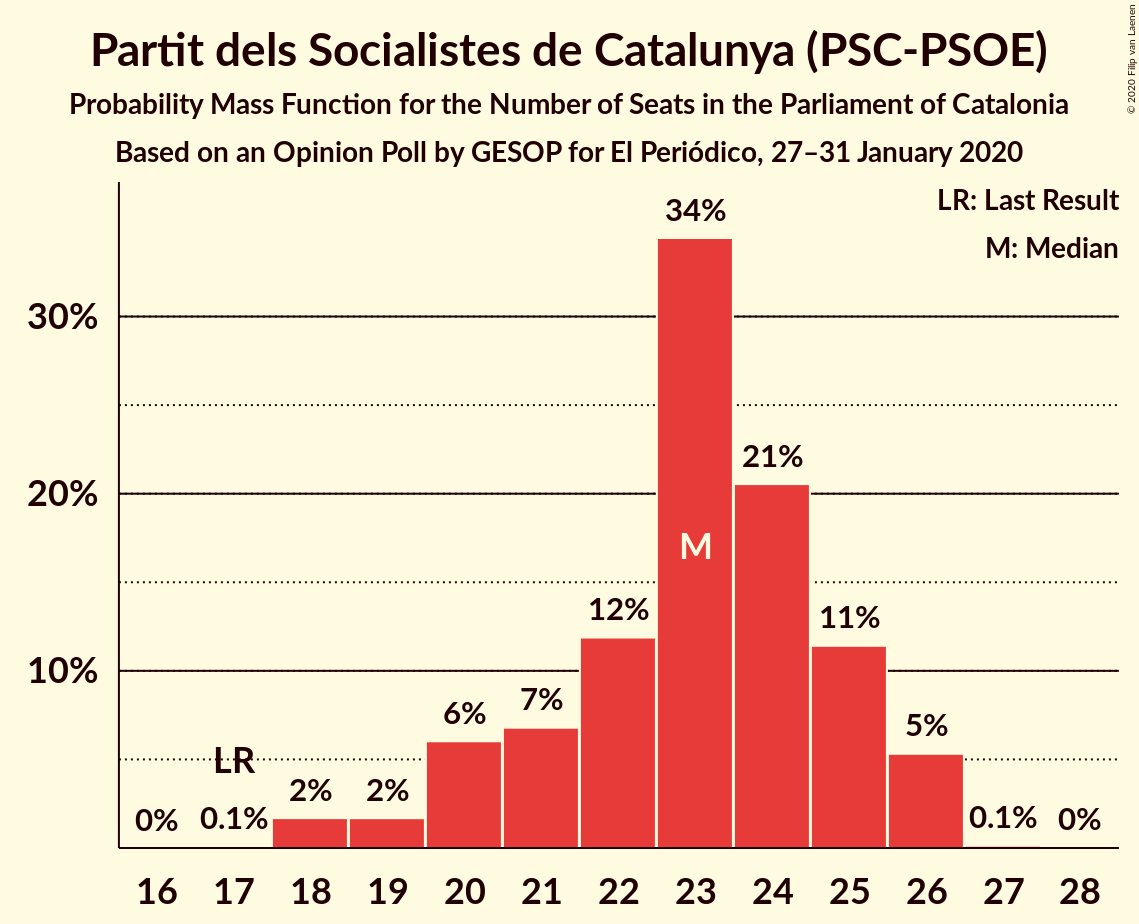 Partit dels Socialistes de Catalunya (PSC-PSOE)
Probability Mass Function for the Number of Seats in the Parliament of Catalonia
Based on an Opinion Poll by GESOP for El Periódico, 27–31 January 2020
© 2020 Filip van Laenen
LR: Last Result
M: Median
34%
30%
21%
20%
M
12%
11%
10%
7%
6%
5%
LR
2%
2%
0%
0.1%
0.1%
0%
16 17 18 19 20 21 22 23 24 25 26 27 28